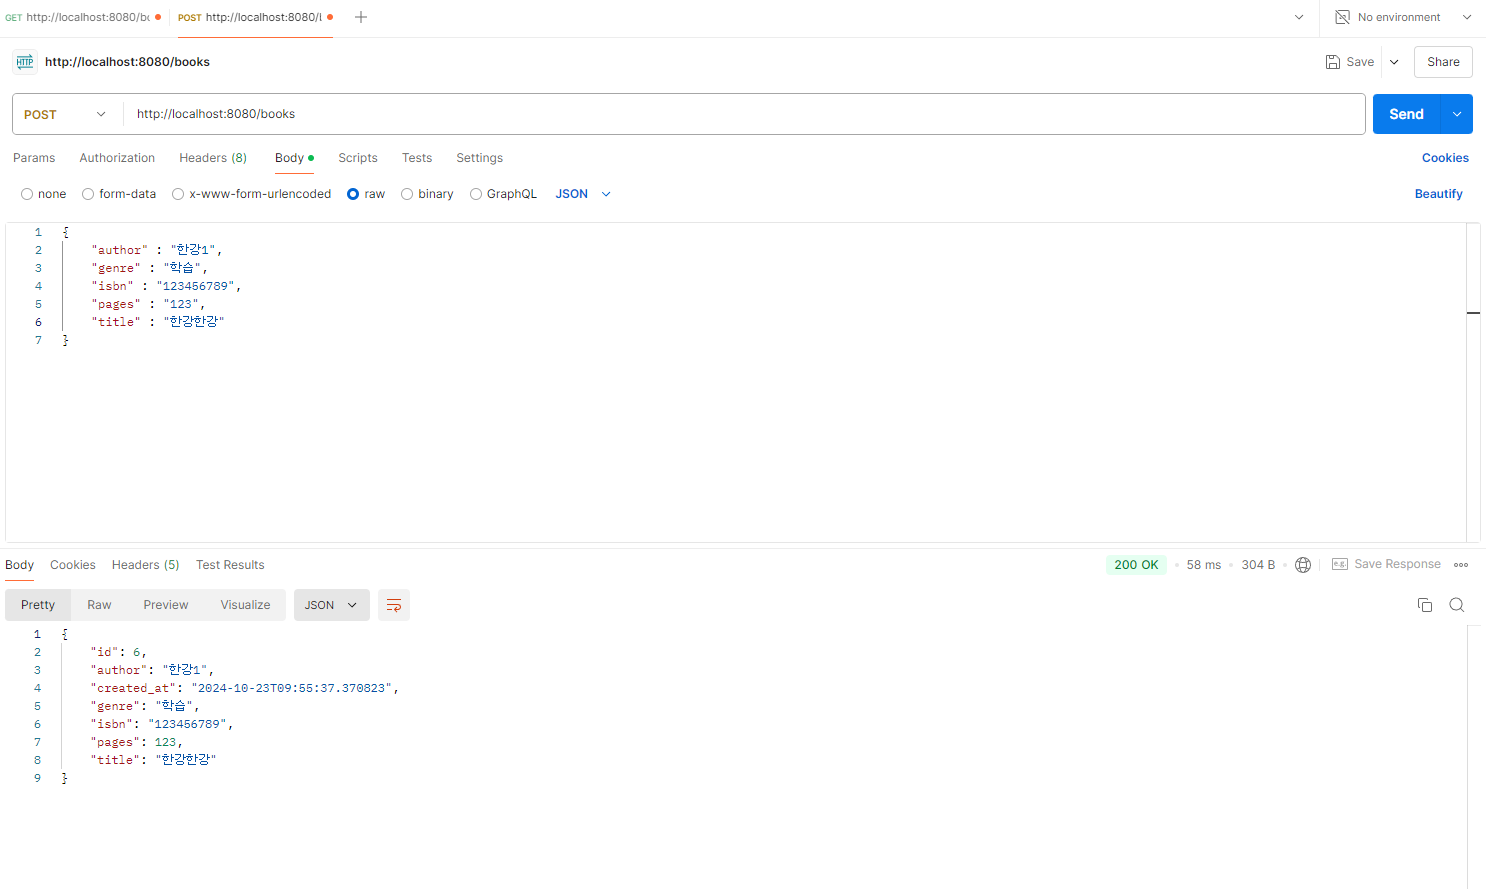 GET http://localhost:8080/bo
POST http://localhost:8080/
No environment
HTTP http://localhost:8080/books
Save
Share
POST http://localhost:8080/books
Send
Params Authorization Headers (8) Body Scripts Tests Settings Cookies
none form-data x-www-form-urlencoded raw binary GraphQL JSON Beautify
1 {
2 "author" : "한강1",
3 "genre" : "학습",
4 "isbn" : "123456789",
5 "pages" : "123",
6 "title" : "한강한강"
7 }
Body Cookies Headers (5) Test Results 200 OK 58 ms 304 B e.g. Save Response
Pretty Raw Preview Visualize JSON
1 {
2 "id": 6,
3 "author": "한강1",
4 "created_at": "2024-10-23T09:55:37.370823",
5 "genre": "학습",
6 "isbn": "123456789",
7 "pages": 123,
8 "title": "한강한강"
9 }